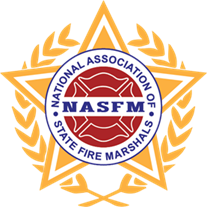 NATIONAL ASSOCIATION OF
NASFM
STATE FIRE MARSHALS